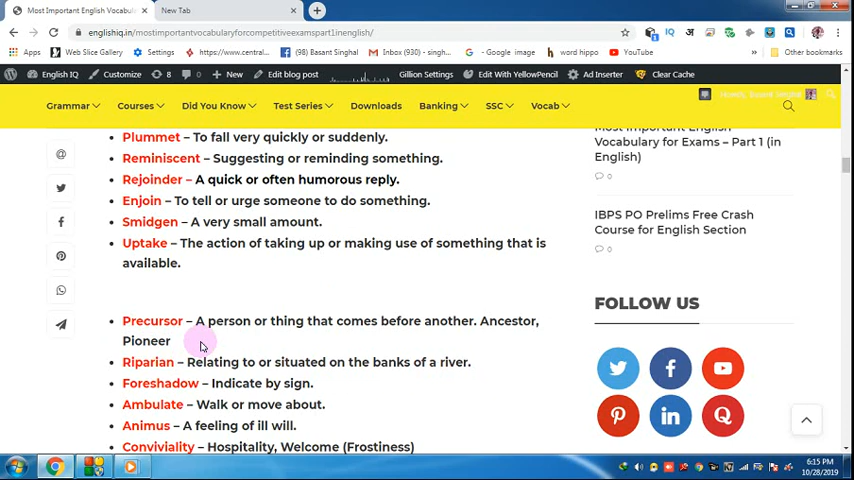 Most Important English Vocabula
New Tab
englishiq.in/mostimportantvocabularyforcompetitiveexamspart1inenglish/
Apps Web Slice Gallery Settings https://www.central... (98) Basant Singhal Inbox (930) - singh... Google image word hippo YouTube Other bookmarks
English IQ Customize 8 0 New Edit blog post Gillion Settings Edit With YellowPencil Ad Inserter Clear Cache
Grammar Courses Did You Know Test Series Downloads Banking SSC Vocab
Plummet – To fall very quickly or suddenly.
Reminiscent – Suggesting or reminding something.
Rejoinder – A quick or often humorous reply.
Enjoin – To tell or urge someone to do something.
Smidgen – A very small amount.
Uptake – The action of taking up or making use of something that is
available.
Precursor – A person or thing that comes before another. Ancestor,
Pioneer
Riparian – Relating to or situated on the banks of a river.
Foreshadow – Indicate by sign.
Ambulate – Walk or move about.
Animus – A feeling of ill will.
Conviviality – Hospitality, Welcome (Frostiness)
Most Important English
Vocabulary for Exams – Part 1 (in
English)
0
IBPS PO Prelims Free Crash
Course for English Section
0
FOLLOW US
6:15 PM
10/28/2019